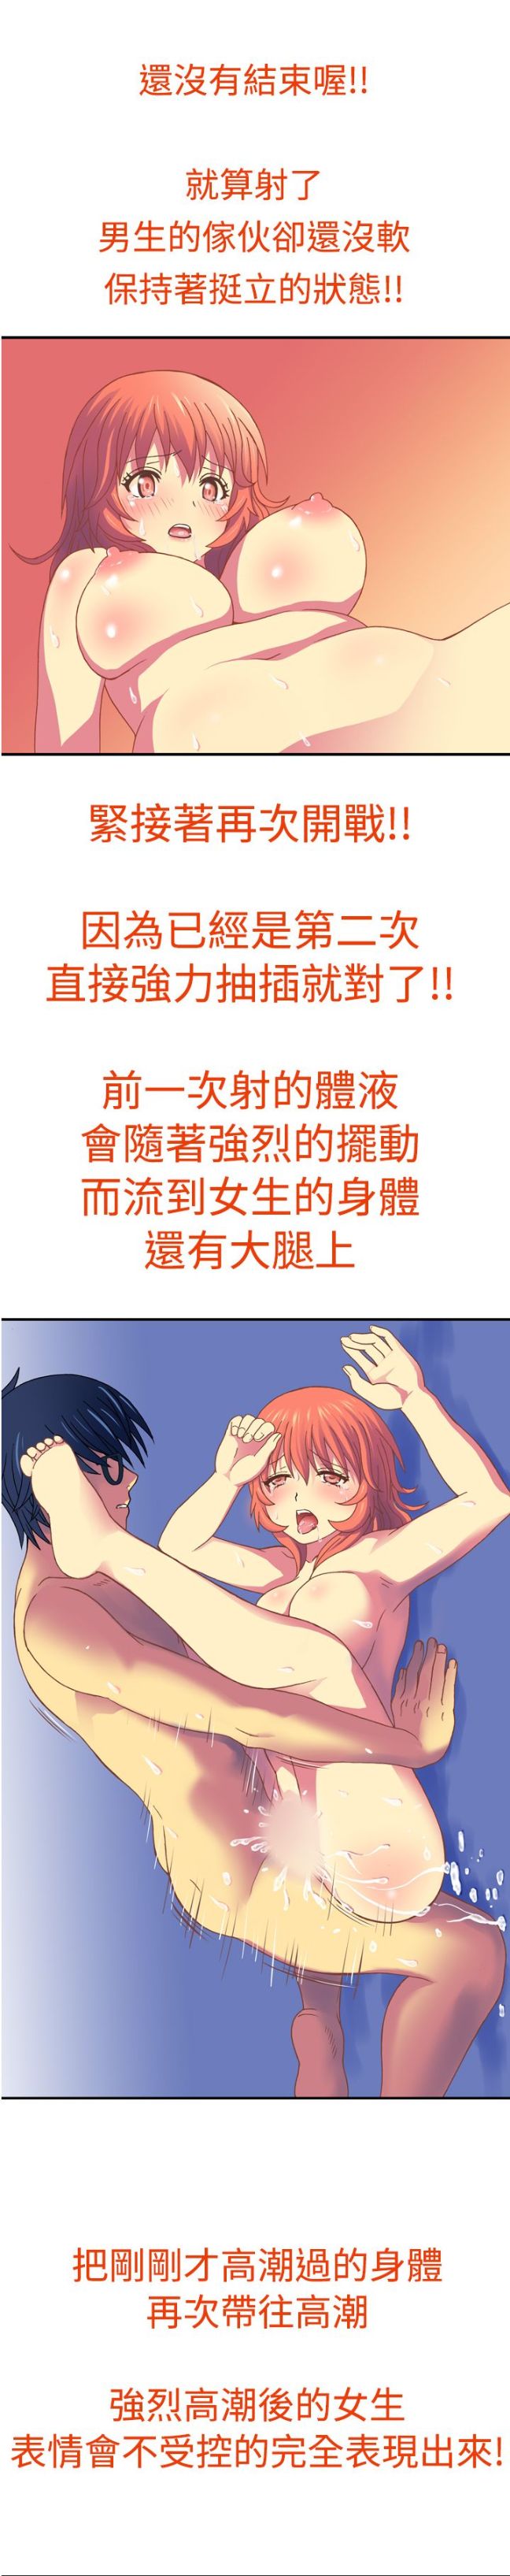 還沒有結束喔!!
就算射了
男生的傢伙卻還沒軟
保持著挺立的狀態!!
緊接著再次開戰!!
因為已經是第二次
直接強力抽插就對了!!
前一次射的體液
會隨著強烈的擺動
而流到女生的身體
還有大腿上
把剛剛才高潮過的身體
再次帶往高潮
強烈高潮後的女生
表情會不受控的完全表現出來!